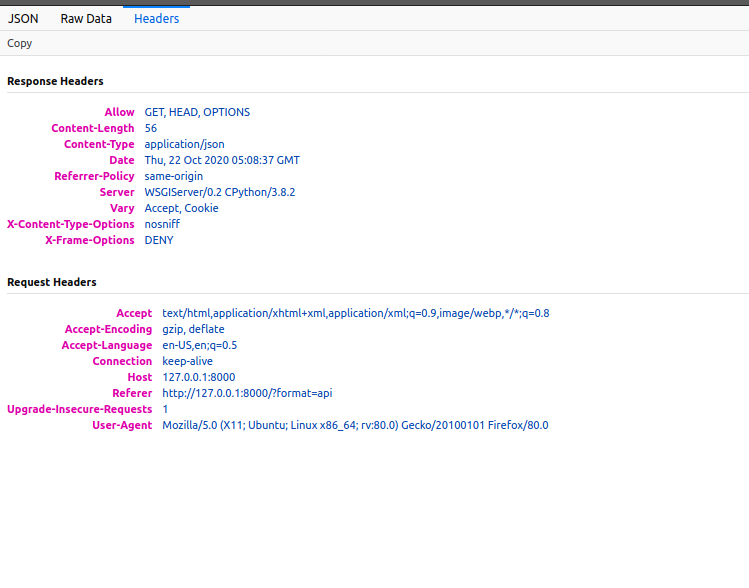 JSON Raw Data Headers
Copy
Response Headers
Allow GET, HEAD, OPTIONS
Content-Length 56
Content-Type application/json
Date Thu, 22 Oct 2020 05:08:37 GMT
Referrer-Policy same-origin
Server WSGIServer/0.2 CPython/3.8.2
Vary Accept, Cookie
X-Content-Type-Options nosniff
X-Frame-Options DENY
Request Headers
Accept text/html,application/xhtml+xml,application/xml;q=0.9,image/webp,*/*;q=0.8
Accept-Encoding gzip, deflate
Accept-Language en-US,en;q=0.5
Connection keep-alive
Host 127.0.0.1:8000
Referer http://127.0.0.1:8000/?format=api
Upgrade-Insecure-Requests 1
User-Agent Mozilla/5.0 (X11; Ubuntu; Linux x86_64; rv:80.0) Gecko/20100101 Firefox/80.0